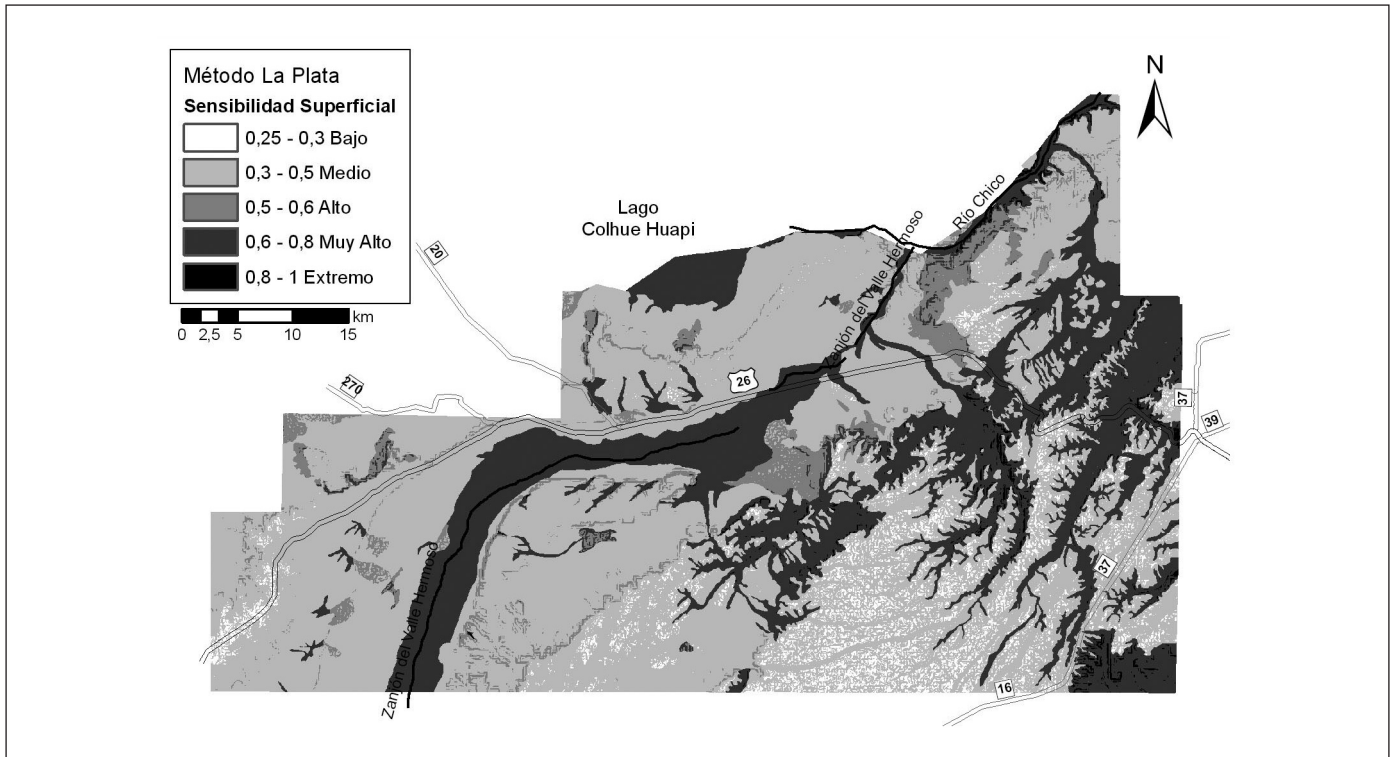 Método La Plata
Sensibilidad Superficial
0,25 - 0,3 Bajo
0,3 - 0,5 Medio
0,5 - 0,6 Alto
0,6 - 0,8 Muy Alto
0,8 - 1 Extremo
0 2,5 5 10 15 km
N
Lago
Colhue Huapi
Río Chico
Zanjón del Valle Hermoso
20
26
270
37
39
Zanjón del Valle Hermoso
37
16